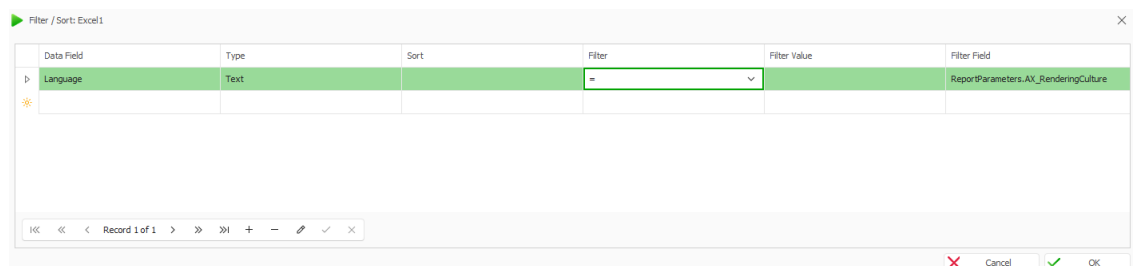 Filter / Sort: Excel1
Data Field Type Sort Filter Filter Value Filter Field
Language Text = ReportParameters.AX_RenderingCulture
Record 1 of 1
Cancel OK